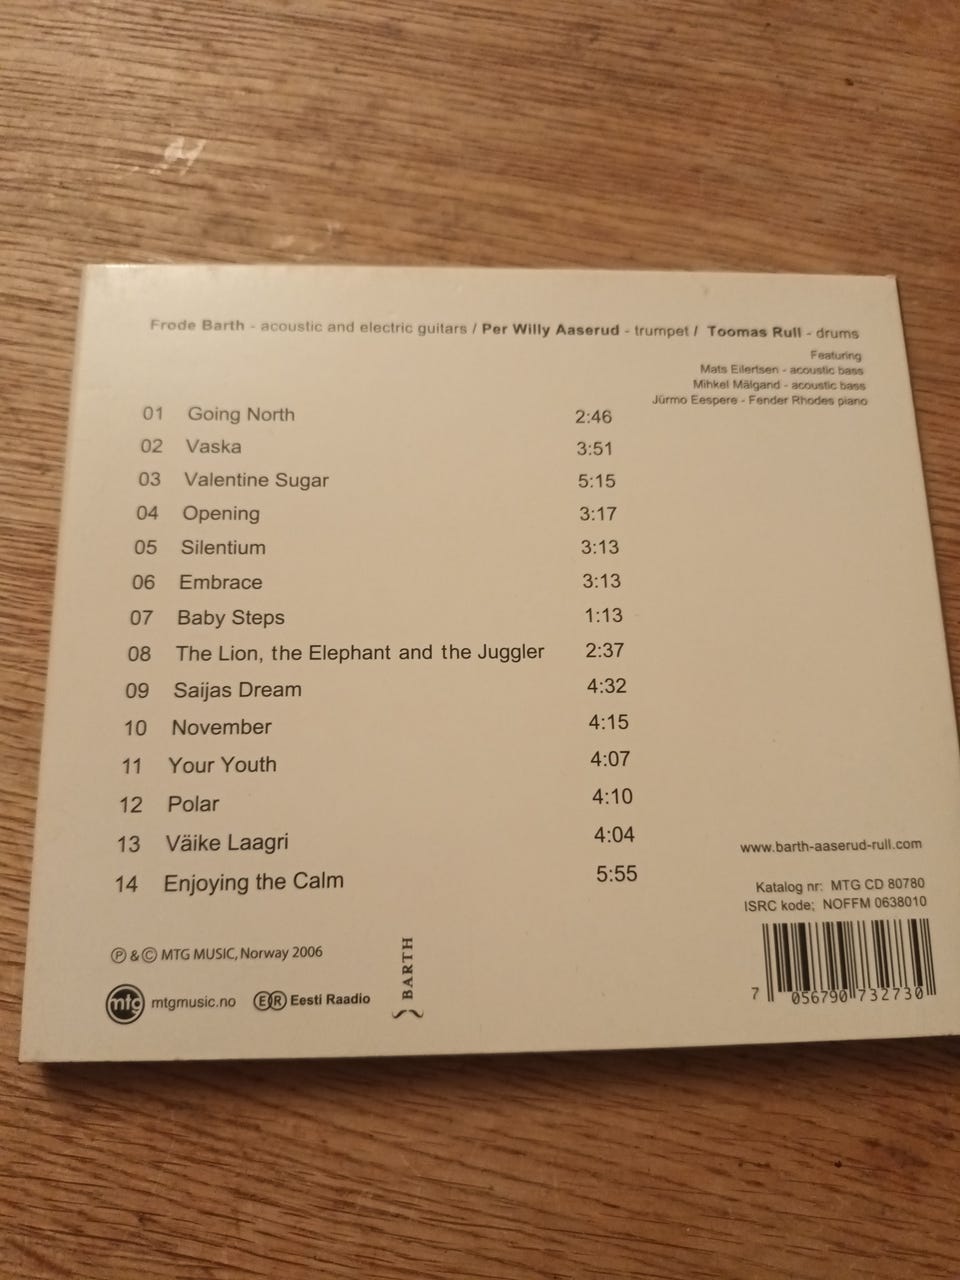 Frode Barth - acoustic and electric guitars / Per Willy Aaserud - trumpet / Toomas Rull - drums
Featuring
Mats Eilertsen - acoustic bass
Mihkel Mälgand - acoustic bass
Jürmo Eespere - Fender Rhodes piano
01 Going North 2:46
02 Vaska 3:51
03 Valentine Sugar 5:15
04 Opening 3:17
05 Silentium 3:13
06 Embrace 3:13
07 Baby Steps 1:13
08 The Lion, the Elephant and the Juggler 2:37
09 Saijas Dream 4:32
10 November 4:15
11 Your Youth 4:07
12 Polar 4:10
13 Väike Laagri 4:04
14 Enjoying the Calm 5:55
www.barth-aaserud-rull.com
Katalog nr: MTG CD 80780
ISRC kode; NOFFM 0638010
7 056790 732730
Ⓟ & © MTG MUSIC, Norway 2006
mtg mtgmusic.no ER Eesti Raadio
BARTH